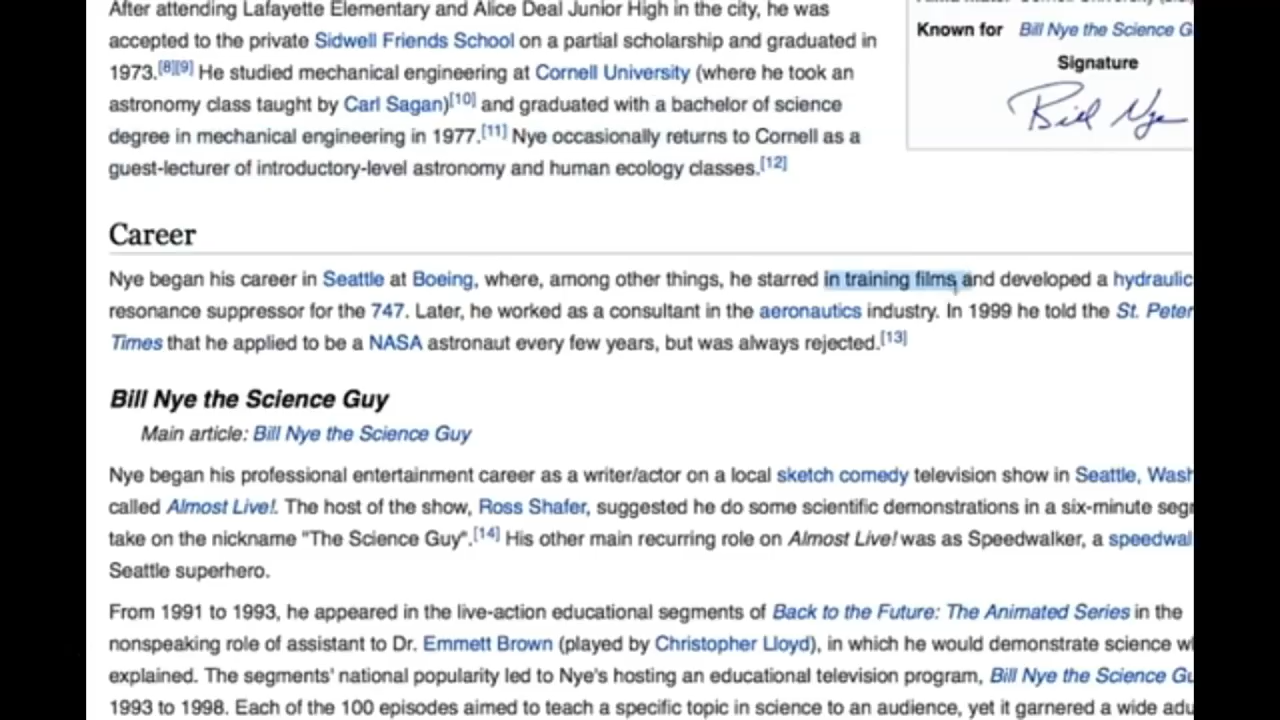 After attending Lafayette Elementary and Alice Deal Junior High in the city, he was
accepted to the private Sidwell Friends School on a partial scholarship and graduated in
1973.[8][9] He studied mechanical engineering at Cornell University (where he took an
astronomy class taught by Carl Sagan)[10] and graduated with a bachelor of science
degree in mechanical engineering in 1977.[11] Nye occasionally returns to Cornell as a
guest-lecturer of introductory-level astronomy and human ecology classes.[12]
Known for Bill Nye the Science G
Signature
Bill Nye
Career
Nye began his career in Seattle at Boeing, where, among other things, he starred in training films and developed a hydraulic
resonance suppressor for the 747. Later, he worked as a consultant in the aeronautics industry. In 1999 he told the St. Peter
Times that he applied to be a NASA astronaut every few years, but was always rejected.[13]
Bill Nye the Science Guy
Main article: Bill Nye the Science Guy
Nye began his professional entertainment career as a writer/actor on a local sketch comedy television show in Seattle, Wash
called Almost Live!. The host of the show, Ross Shafer, suggested he do some scientific demonstrations in a six-minute seg
take on the nickname "The Science Guy".[14] His other main recurring role on Almost Live! was as Speedwalker, a speedwal
Seattle superhero.
From 1991 to 1993, he appeared in the live-action educational segments of Back to the Future: The Animated Series in the
nonspeaking role of assistant to Dr. Emmett Brown (played by Christopher Lloyd), in which he would demonstrate science w
explained. The segments' national popularity led to Nye's hosting an educational television program, Bill Nye the Science Gu
1993 to 1998. Each of the 100 episodes aimed to teach a specific topic in science to an audience, yet it garnered a wide adu